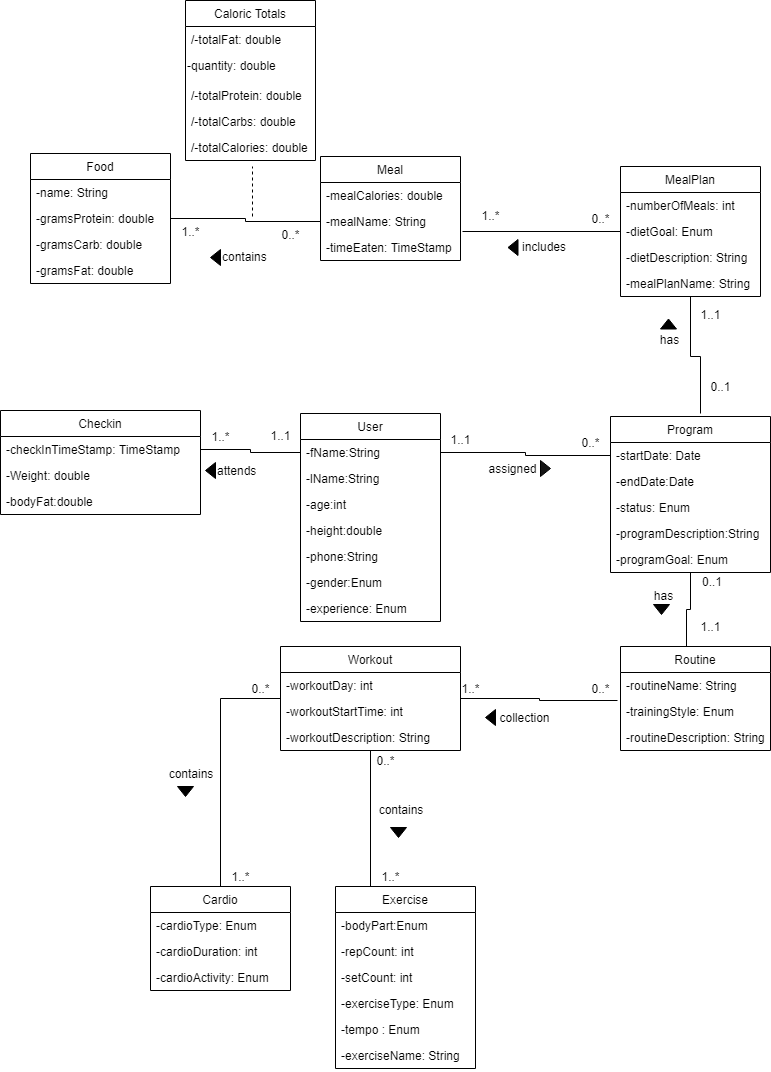 Caloric Totals
/-totalFat: double
-quantity: double
/-totalProtein: double
/-totalCarbs: double
/-totalCalories: double
Food
-name: String
-gramsProtein: double
-gramsCarb: double
-gramsFat: double
1..*
0..*
contains
Meal
-mealCalories: double
-mealName: String
-timeEaten: TimeStamp
1..*
0..*
includes
MealPlan
-numberOfMeals: int
-dietGoal: Enum
-dietDescription: String
-mealPlanName: String
1..1
has
0..1
Checkin
-checkInTimeStamp: TimeStamp
-Weight: double
-bodyFat:double
1..*
1..1
attends
User
-fName:String
-lName:String
-age:int
-height:double
-phone:String
-gender:Enum
-experience: Enum
1..1
0..*
assigned
Program
-startDate: Date
-endDate:Date
-status: Enum
-programDescription:String
-programGoal: Enum
0..1
has
1..1
Workout
-workoutDay: int
-workoutStartTime: int
-workoutDescription: String
1..*
0..*
collection
Routine
-routineName: String
-trainingStyle: Enum
-routineDescription: String
0..*
contains
1..*
0..*
contains
1..*
Cardio
-cardioType: Enum
-cardioDuration: int
-cardioActivity: Enum
Exercise
-bodyPart:Enum
-repCount: int
-setCount: int
-exerciseType: Enum
-tempo : Enum
-exerciseName: String